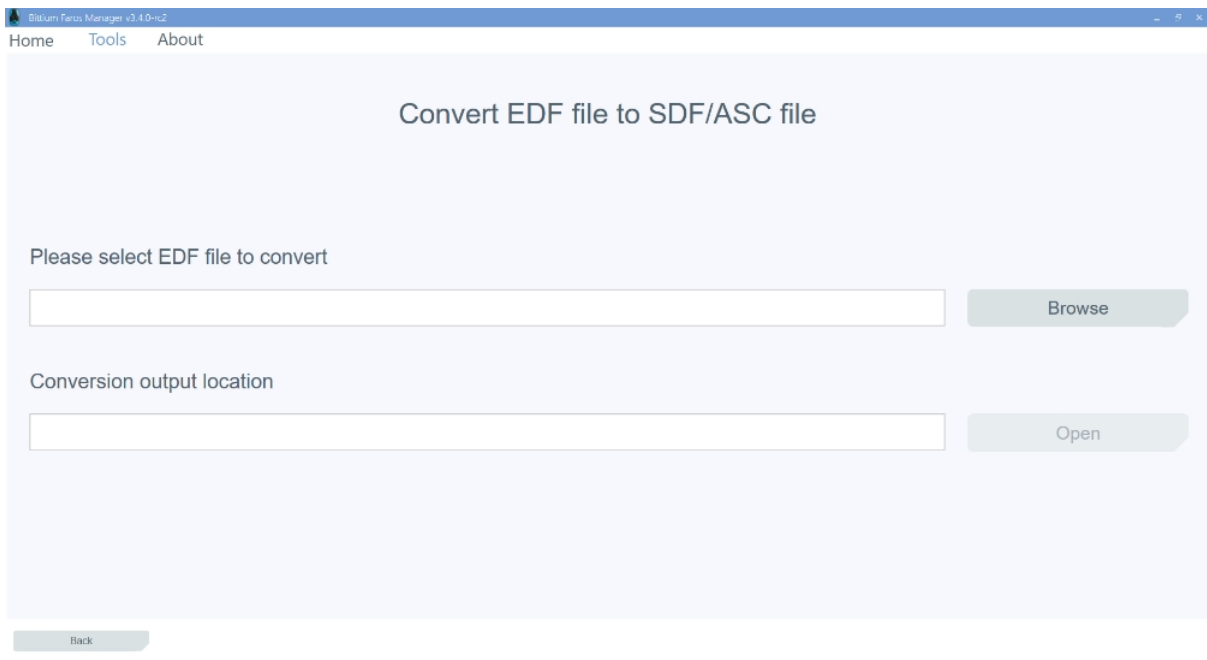 Bittium Faros Manager v3.4.0-rc2
Home Tools About
Convert EDF file to SDF/ASC file
Please select EDF file to convert
Browse
Conversion output location
Open
Back